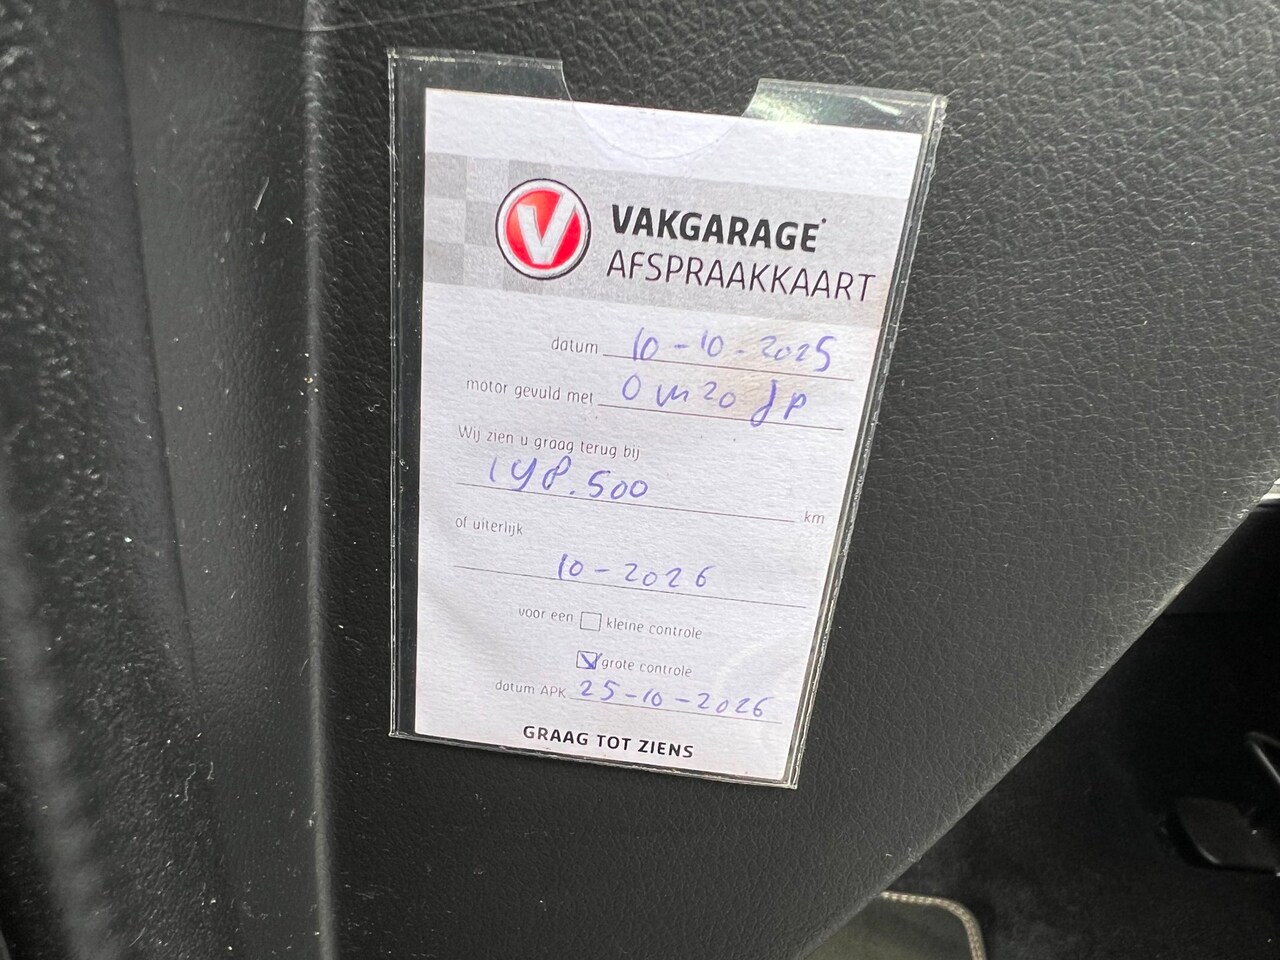 V VAKGARAGE
AFSPRAAKKAART
datum 10-10-2025
motor gevuld met 0w20 dp
Wij zien u graag terug bij
148.500 km
of uiterlijk
10-2026
voor een kleine controle
grote controle
datum APK 25-10-2026
GRAAG TOT ZIENS